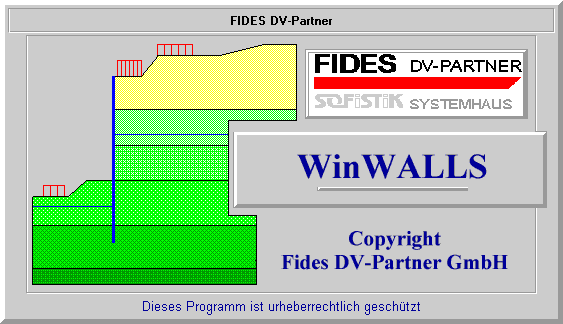 FIDES DV-Partner
FIDES DV-PARTNER
SOFiSTiK SYSTEMHAUS
WinWALLS
Copyright
Fides DV-Partner GmbH
Dieses Programm ist urheberrechtlich geschützt